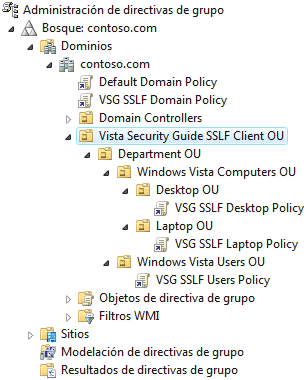 Administración de directivas de grupo
Bosque: contoso.com
Dominios
contoso.com
Default Domain Policy
VSG SSLF Domain Policy
Domain Controllers
Vista Security Guide SSLF Client OU
Department OU
Windows Vista Computers OU
Desktop OU
VSG SSLF Desktop Policy
Laptop OU
VSG SSLF Laptop Policy
Windows Vista Users OU
VSG SSLF Users Policy
Objetos de directiva de grupo
Filtros WMI
Sitios
Modelación de directivas de grupo
Resultados de directivas de grupo